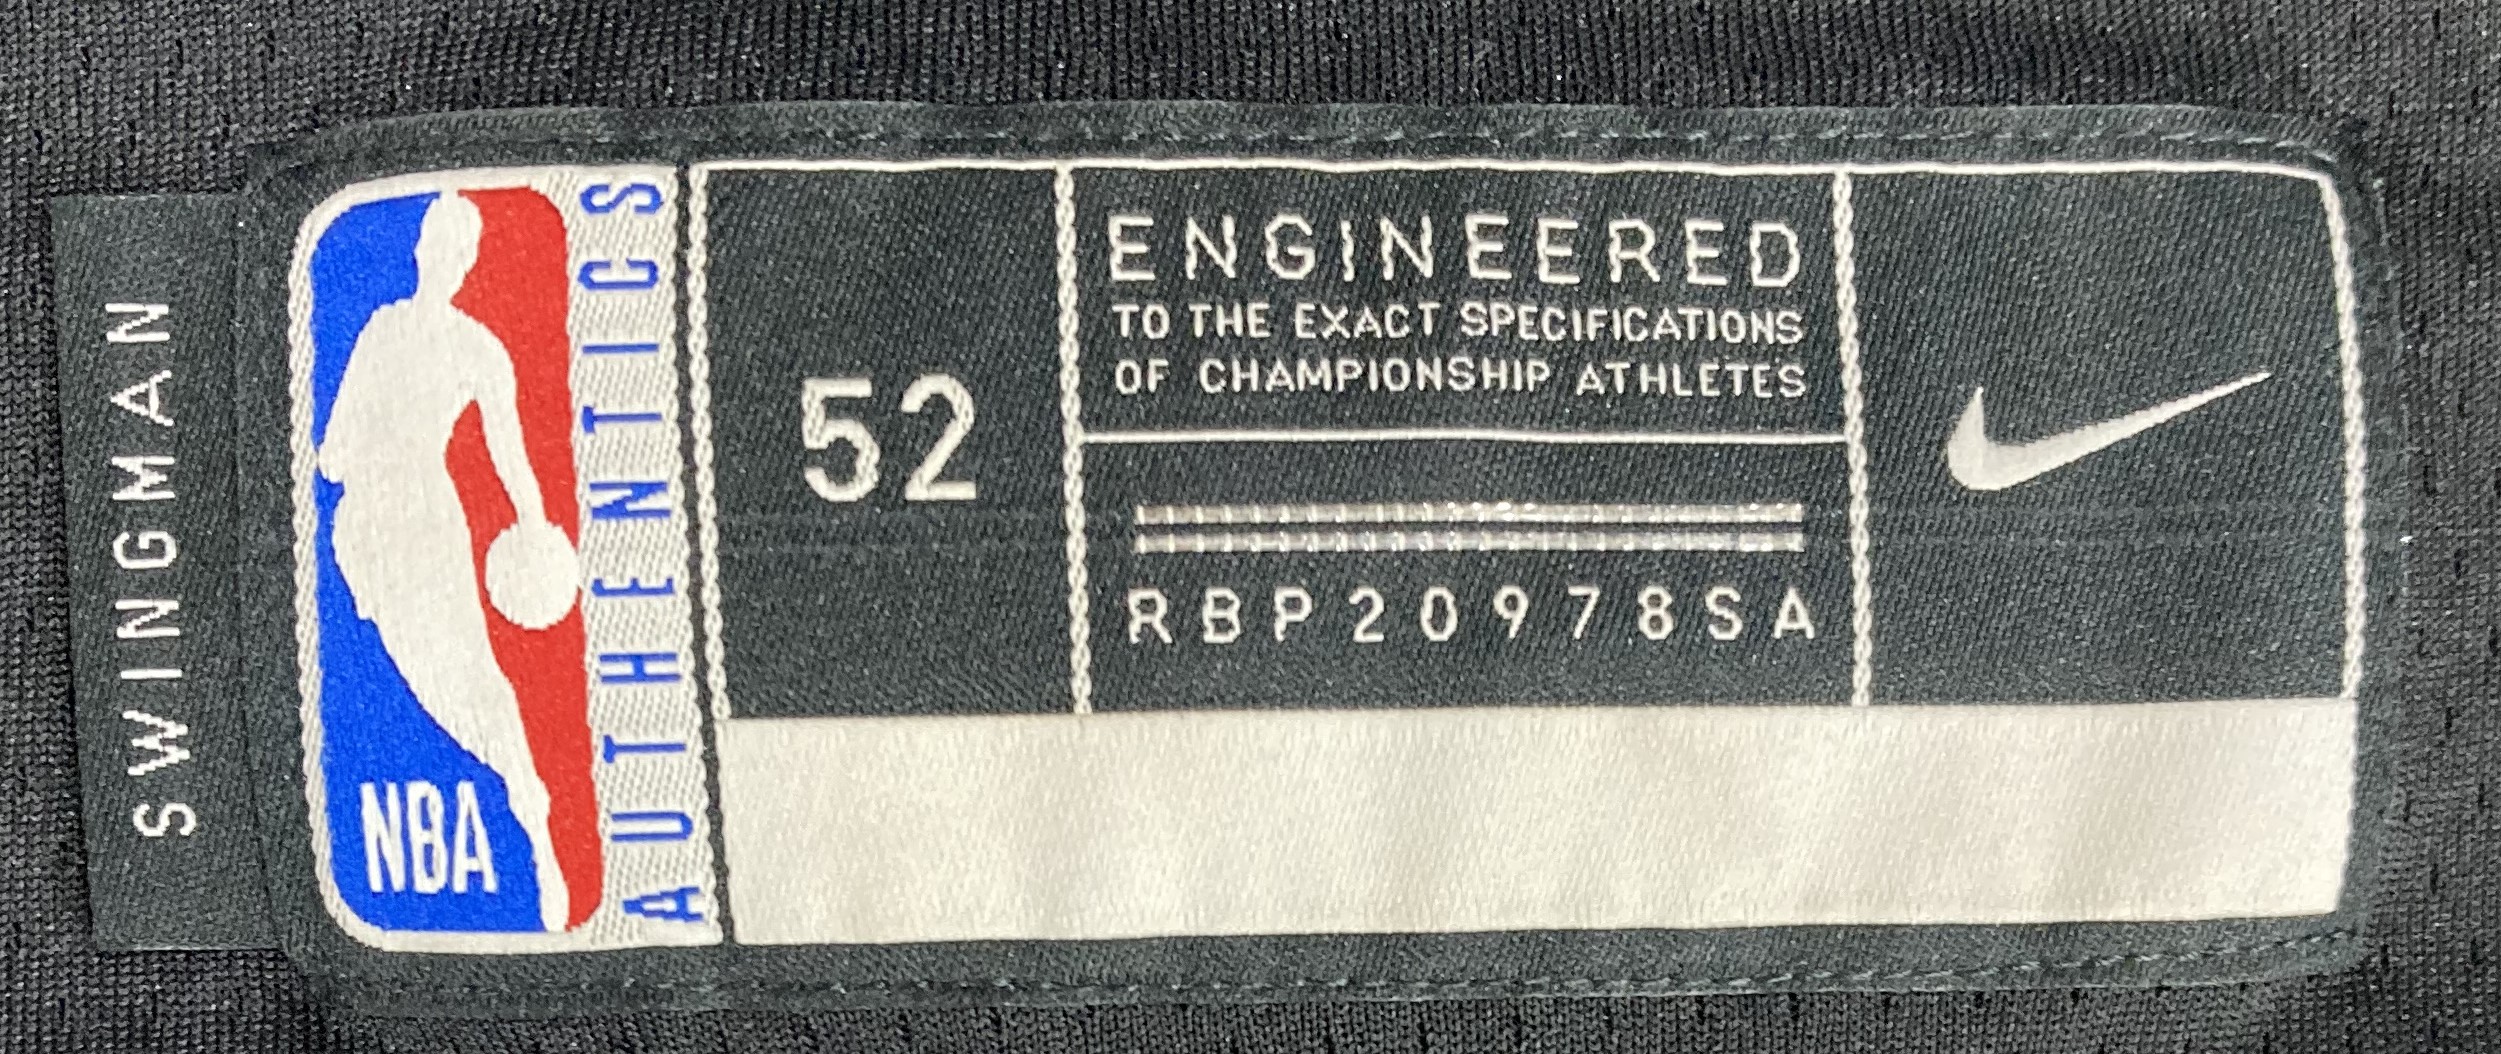 SWINGMAN
NBA
AUTHENTICS
52
ENGINEERED
TO THE EXACT SPECIFICATIONS
OF CHAMPIONSHIP ATHLETES
RBP20978SA